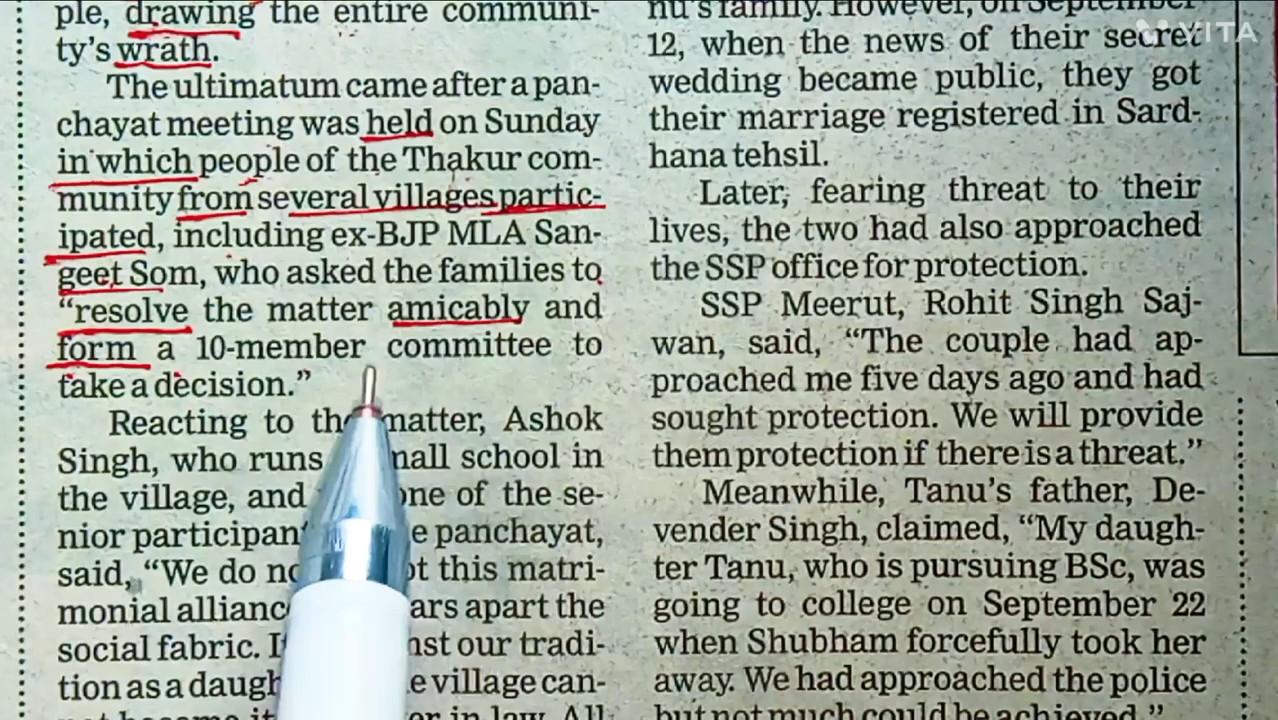 ple, drawing the entire communi-
ty's wrath.
The ultimatum came after a pan-
chayat meeting was held on Sunday
in which people of the Thakur com-
munity from several villages partic-
ipated, including ex-BJP MLA San-
geet Som, who asked the families to
“resolve the matter amicably and
form a 10-member committee to
take a decision.”
Reacting to the matter, Ashok
Singh, who runs small school in
the village, and one of the se-
nior participan e panchayat,
said, “We do no pt this matri-
monial allianc ars apart the
social fabric. I nst our tradi-
tion as a daugh e village can-
nu's family. However, on September
12, when the news of their secret
wedding became public, they got
their marriage registered in Sard-
hana tehsil.
Later, fearing threat to their
lives, the two had also approached
the SSP office for protection.
SSP Meerut, Rohit Singh Saj-
wan, said, “The couple had ap-
proached me five days ago and had
sought protection. We will provide
them protection if there is a threat.”
Meanwhile, Tanu's father, De-
vender Singh, claimed, “My daugh-
ter Tanu, who is pursuing BSc, was
going to college on September 22
when Shubham forcefully took her
away. We had approached the police
but not much could be achieved.”
VITA